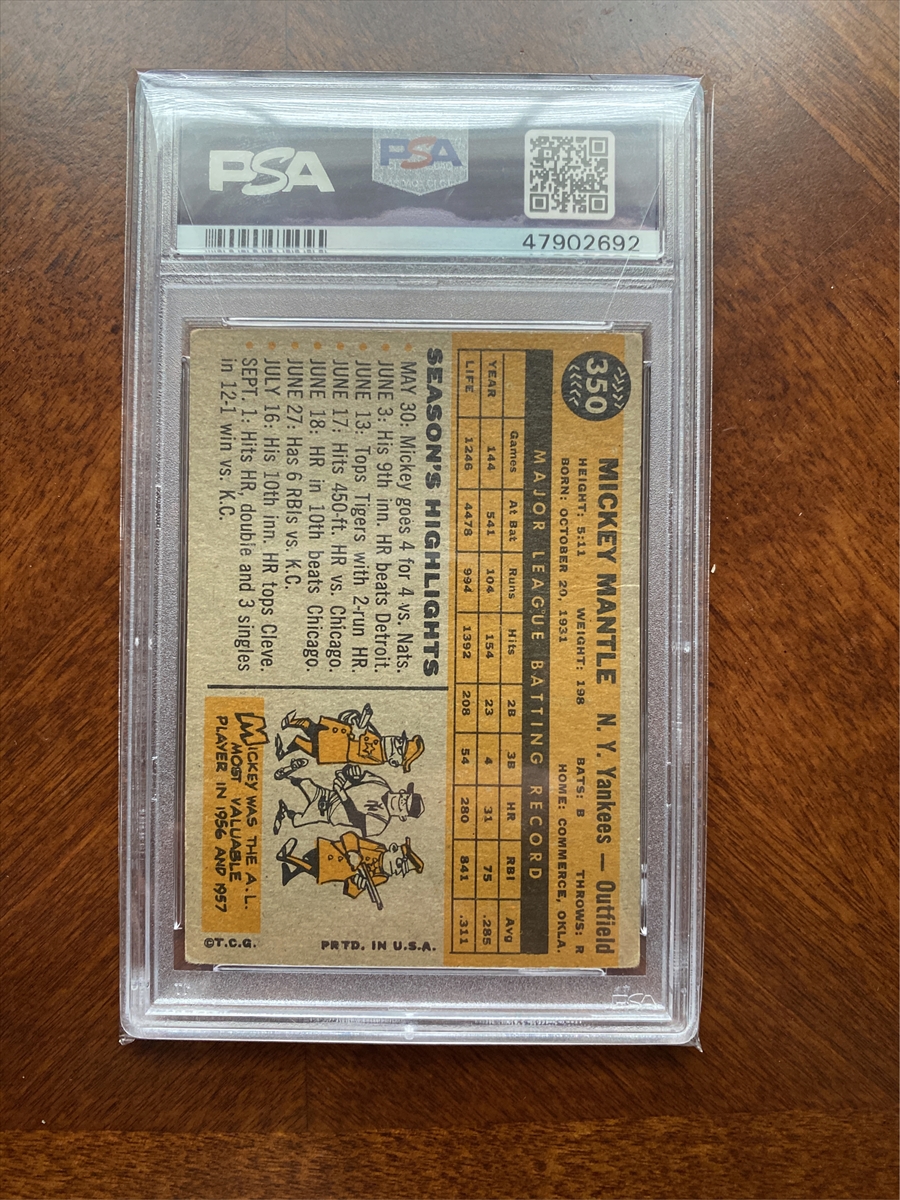 PSA
PSA
47902692
350
MICKEY MANTLE N. Y. Yankees — Outfield
HEIGHT: 5:11 WEIGHT: 198 BATS: B THROWS: R
BORN: OCTOBER 20, 1931 HOME: COMMERCE, OKLA.
MAJOR LEAGUE BATTING RECORD
Games At Bat Runs Hits 2B 3B HR RBI Avg
YEAR 144 541 104 154 23 4 31 75 .285
LIFE 1246 4478 994 1392 208 54 280 841 .311
SEASON'S HIGHLIGHTS
• MAY 30: Mickey goes 4 for 4 vs. Nats.
• JUNE 3: His 9th inn. HR beats Detroit.
• JUNE 13: Tops Tigers with 2-run HR.
• JUNE 17: Hits 450-ft. HR vs. Chicago.
• JUNE 18: HR in 10th beats Chicago.
• JUNE 27: Has 6 RBIs vs. K.C.
• JULY 16: His 10th inn. HR tops Cleve.
• SEPT. 1: Hits HR, double and 3 singles
in 12-1 win vs. K.C.
NY
MICKEY WAS THE A.L.
MOST VALUABLE
PLAYER IN 1956 AND 1957
©T.C.G. PRTD. IN U.S.A.
PSA